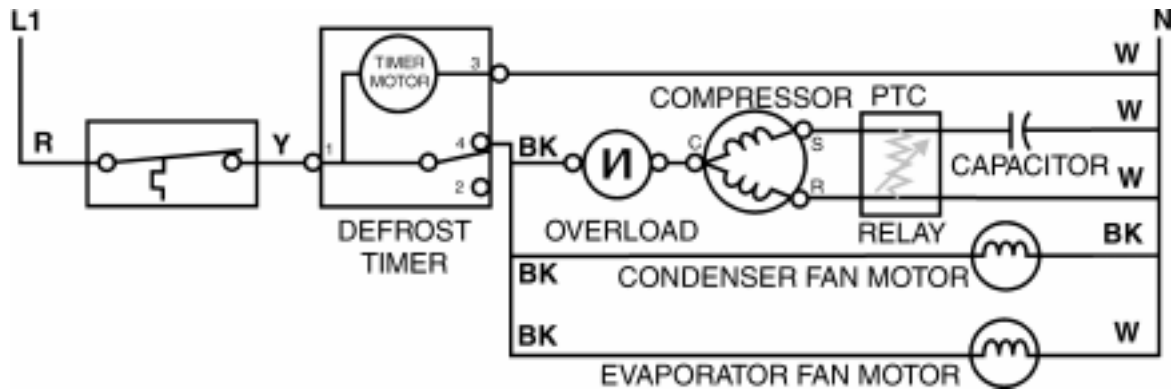 L1
N
TIMER
MOTOR
3
W
COMPRESSOR
PTC
R
Y
1
4
2
BK
C
S
R
W
CAPACITOR
W
DEFROST
TIMER
OVERLOAD
RELAY
BK
BK
CONDENSER FAN MOTOR
BK
W
EVAPORATOR FAN MOTOR